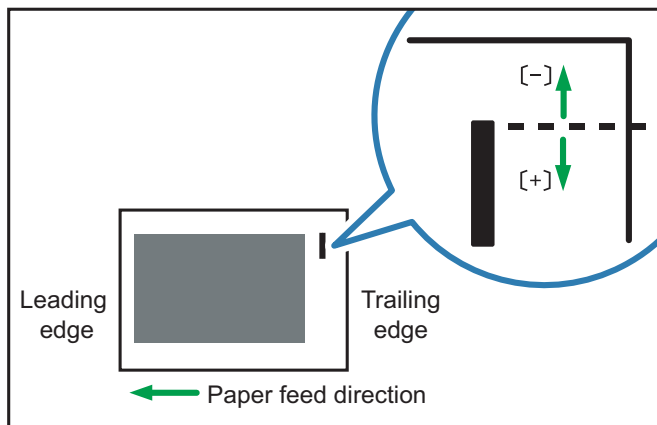 [-]
[+]
Leading
edge
Trailing
edge
Paper feed direction